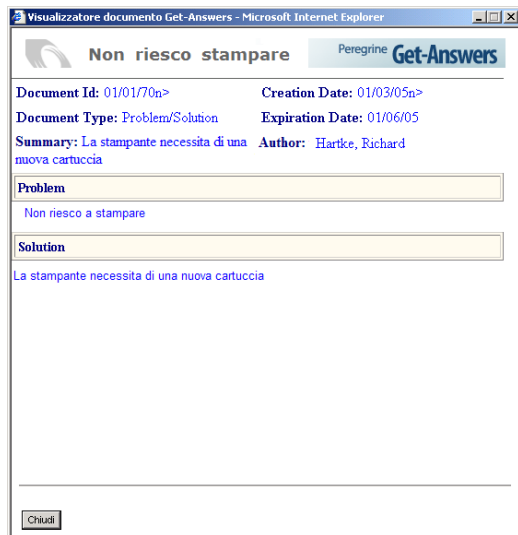 Visualizzatore documento Get-Answers - Microsoft Internet Explorer
Non riesco stampare
Peregrine Get-Answers
Document Id: 01/01/70n> Creation Date: 01/03/05n>
Document Type: Problem/Solution Expiration Date: 01/06/05
Summary: La stampante necessita di una Author: Hartke, Richard
nuova cartuccia
Problem
Non riesco a stampare
Solution
La stampante necessita di una nuova cartuccia
Chiudi